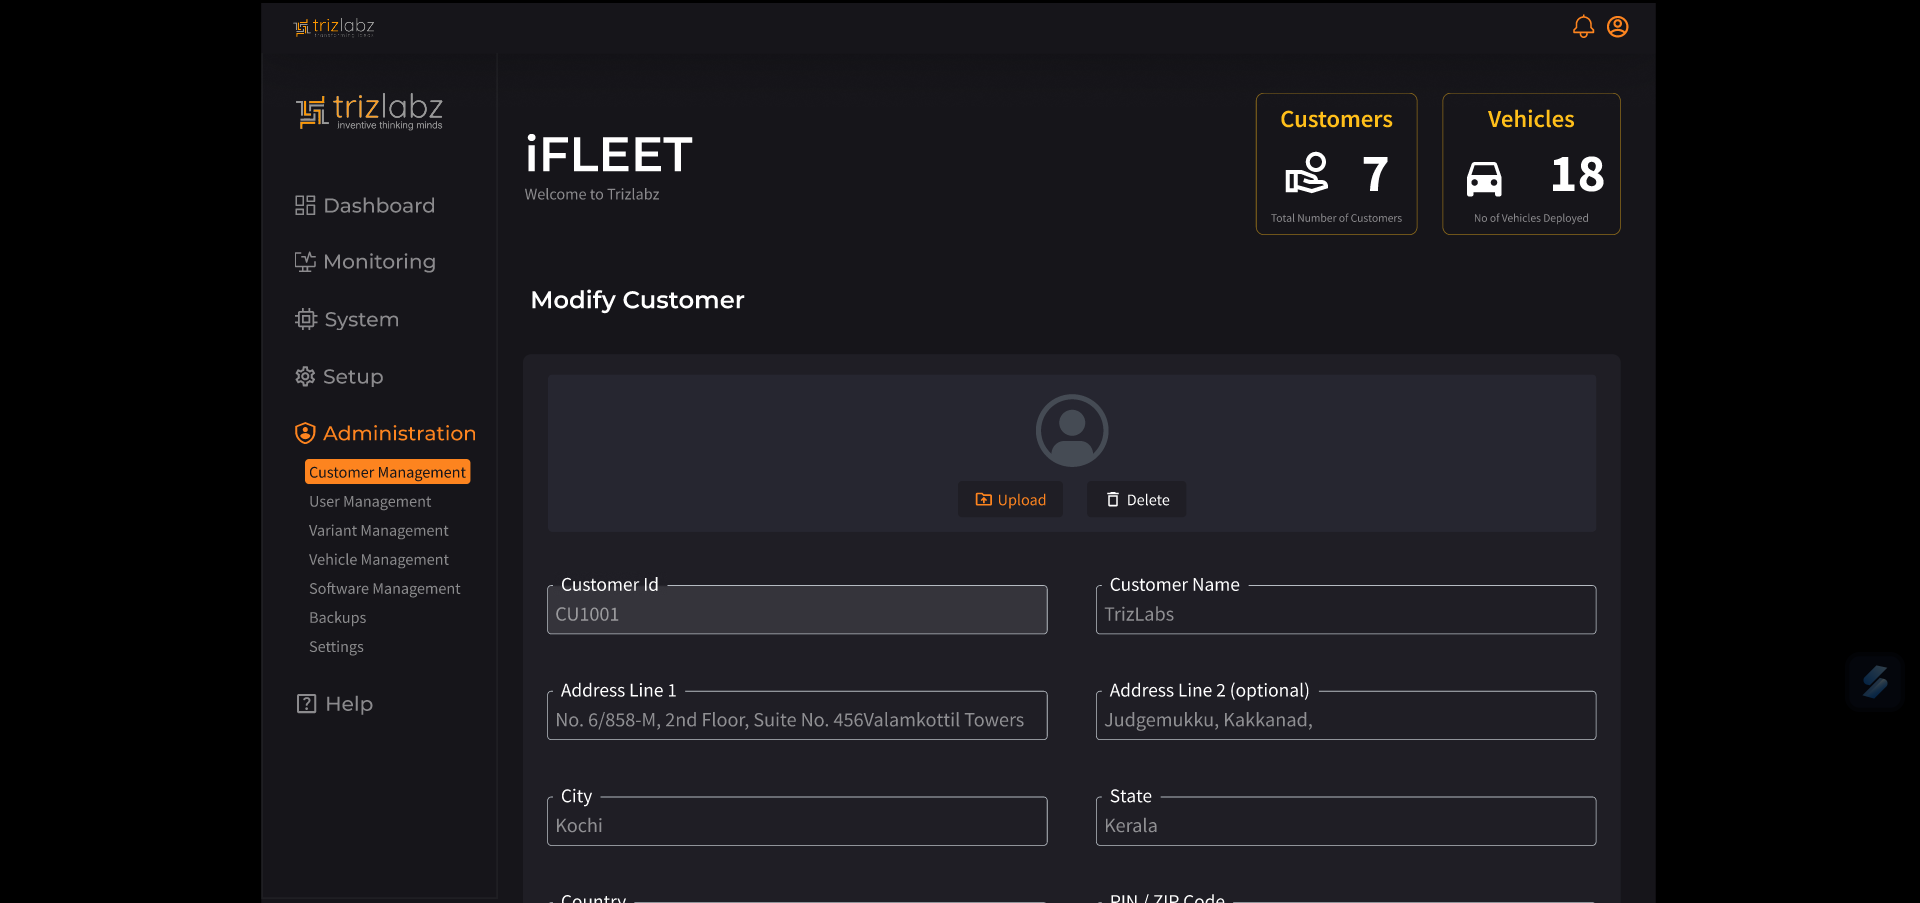 trizlabz
trizlabz
inventive thinking minds
Dashboard
Monitoring
System
Setup
Administration
Customer Management
User Management
Variant Management
Vehicle Management
Software Management
Backups
Settings
Help
iFLEET
Welcome to Trizlabz
Customers
7
Total Number of Customers
Vehicles
18
No of Vehicles Deployed
Modify Customer
Upload
Delete
Customer Id
CU1001
Customer Name
TrizLabs
Address Line 1
No. 6/858-M, 2nd Floor, Suite No. 456Valamkottil Towers
Address Line 2 (optional)
Judgemukku, Kakkanad,
City
Kochi
State
Kerala
Country
PIN / ZIP Code